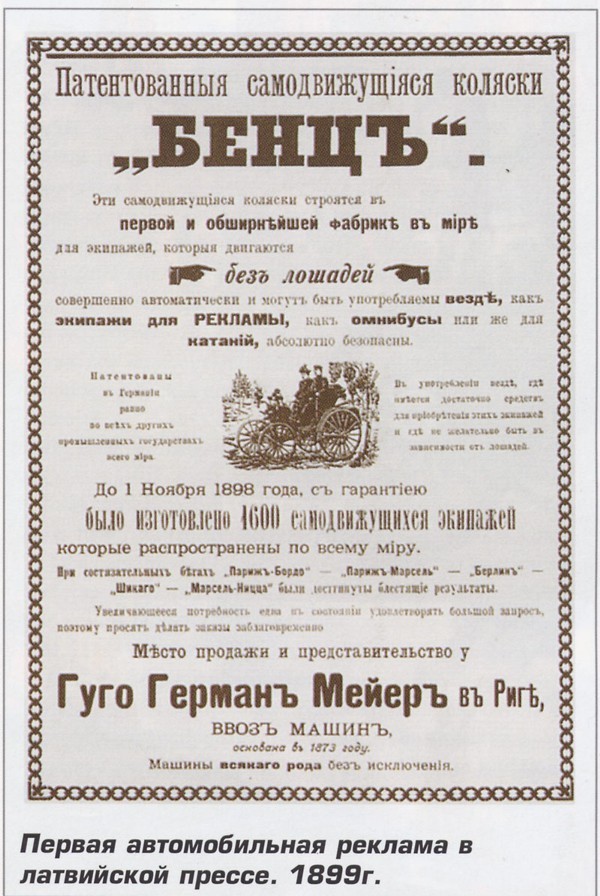 Патентованныя самодвижущіяся коляски
„БЕНЦЪ“.
Эти самодвижущіяся коляски строятся въ
первой и обширнѣйшей фабрикѣ въ мірѣ
для экипажей, которыя двигаются
безъ лошадей
совершенно автоматически и могутъ быть употребляемы вездѣ, какъ
экипажи для РЕКЛАМЫ, какъ омнибусы или же для
катаній, абсолютно безопасны.
Патентованы
въ Германіи
равно
во всѣхъ другихъ
промышленныхъ государствахъ
всего міра.
Въ употребленіи вездѣ, гдѣ
имѣется достаточно средствъ
для пріобрѣтенія этихъ экипажей
и гдѣ не желательно быть въ
зависимости отъ лошадей.
До 1 Ноября 1898 года, съ гарантіею
было изготовлено 1600 самодвижущихся экипажей
которые распространены по всему міру.
При состязательныхъ бѣгахъ „Парижъ-Бордо“ — „Парижъ-Марсель“ — „Берлинъ“ —
„Шикаго“ — „Марсель-Ницца“ были достигнуты блестящіе результаты.
Увеличивающееся потребность едва въ состояніи удовлетворять большой запросъ,
поэтому просятъ дѣлать заказы заблаговременно
Мѣсто продажи и представительство у
Гуго Германъ Мейеръ въ Ригѣ,
ВВОЗЪ МАШИНЪ,
основана въ 1873 году.
Машины всякаго рода безъ исключенія.
Первая автомобильная реклама в
латвийской прессе. 1899г.